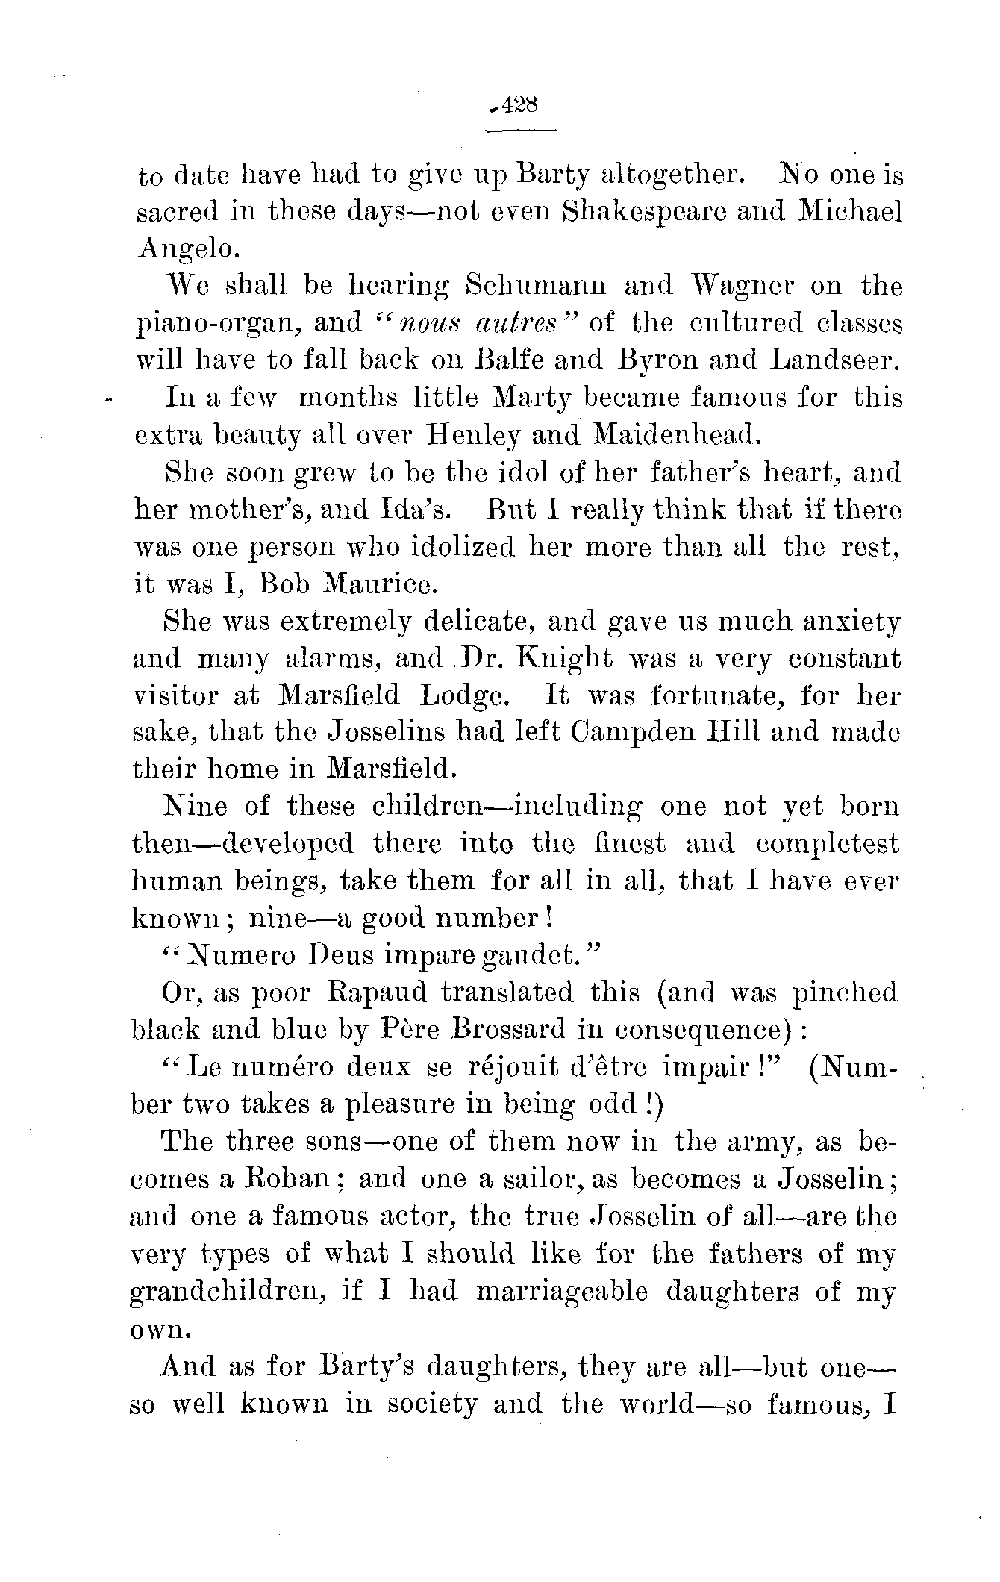 428
to date have had to give up Barty altogether. No one is
sacred in these days—not even Shakespeare and Michael
Angelo.
We shall be hearing Schumann and Wagner on the
piano-organ, and "nous autres" of the cultured classes
will have to fall back on Balfe and Byron and Landseer.
In a few months little Marty became famous for this
extra beauty all over Henley and Maidenhead.
She soon grew to be the idol of her father's heart, and
her mother's, and Ida's. But I really think that if there
was one person who idolized her more than all the rest,
it was I, Bob Maurice.
She was extremely delicate, and gave us much anxiety
and many alarms, and Dr. Knight was a very constant
visitor at Marsfield Lodge. It was fortunate, for her
sake, that the Josselins had left Campden Hill and made
their home in Marsfield.
Nine of these children—including one not yet born
then—developed there into the finest and completest
human beings, take them for all in all, that I have ever
known; nine—a good number!
"Numero Deus impare gaudet."
Or, as poor Rapaud translated this (and was pinched
black and blue by Père Brossard in consequence):
"Le numéro deux se réjouit d'être impair!" (Num-
ber two takes a pleasure in being odd!)
The three sons—one of them now in the army, as be-
comes a Rohan; and one a sailor, as becomes a Josselin;
and one a famous actor, the true Josselin of all—are the
very types of what I should like for the fathers of my
grandchildren, if I had marriageable daughters of my
own.
And as for Barty's daughters, they are all—but one—
so well known in society and the world—so famous, I